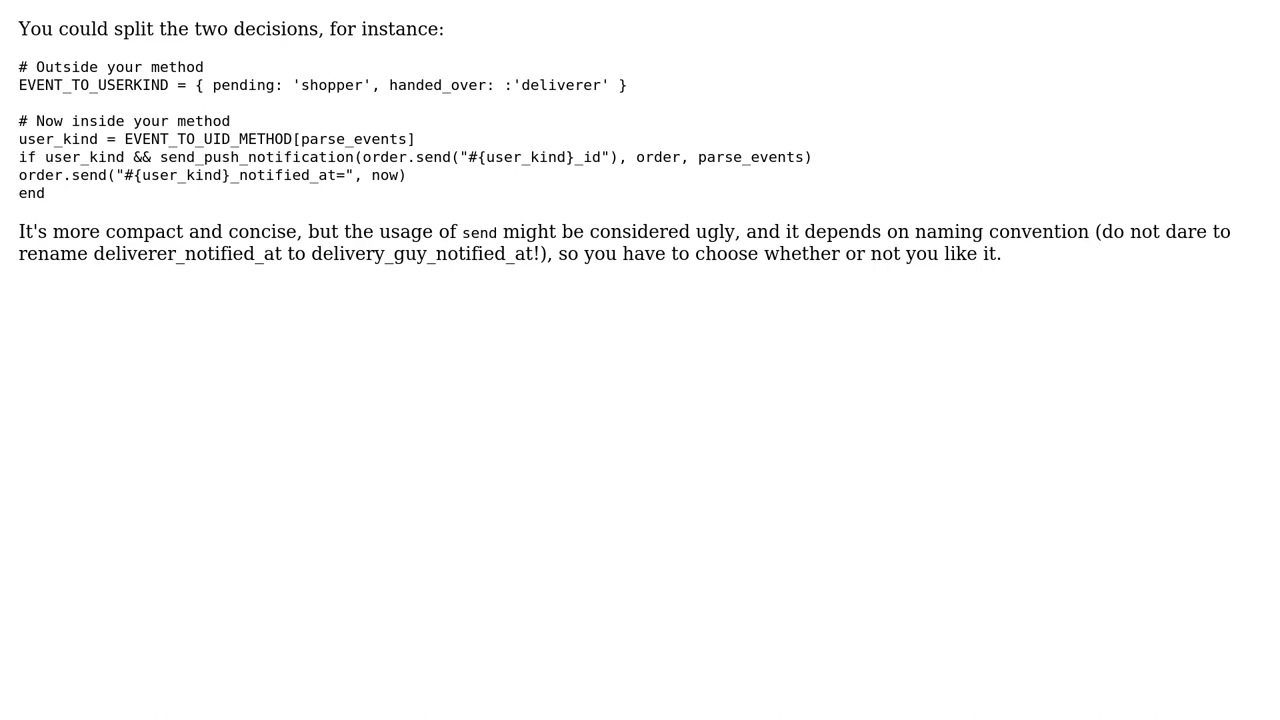 You could split the two decisions, for instance:
# Outside your method
EVENT_TO_USERKIND = { pending: 'shopper', handed_over: :'deliverer' }
# Now inside your method
user_kind = EVENT_TO_UID_METHOD[parse_events]
if user_kind && send_push_notification(order.send("#{user_kind}_id"), order, parse_events)
order.send("#{user_kind}_notified_at=", now)
end
It's more compact and concise, but the usage of send might be considered ugly, and it depends on naming convention (do not dare to
rename deliverer_notified_at to delivery_guy_notified_at!), so you have to choose whether or not you like it.